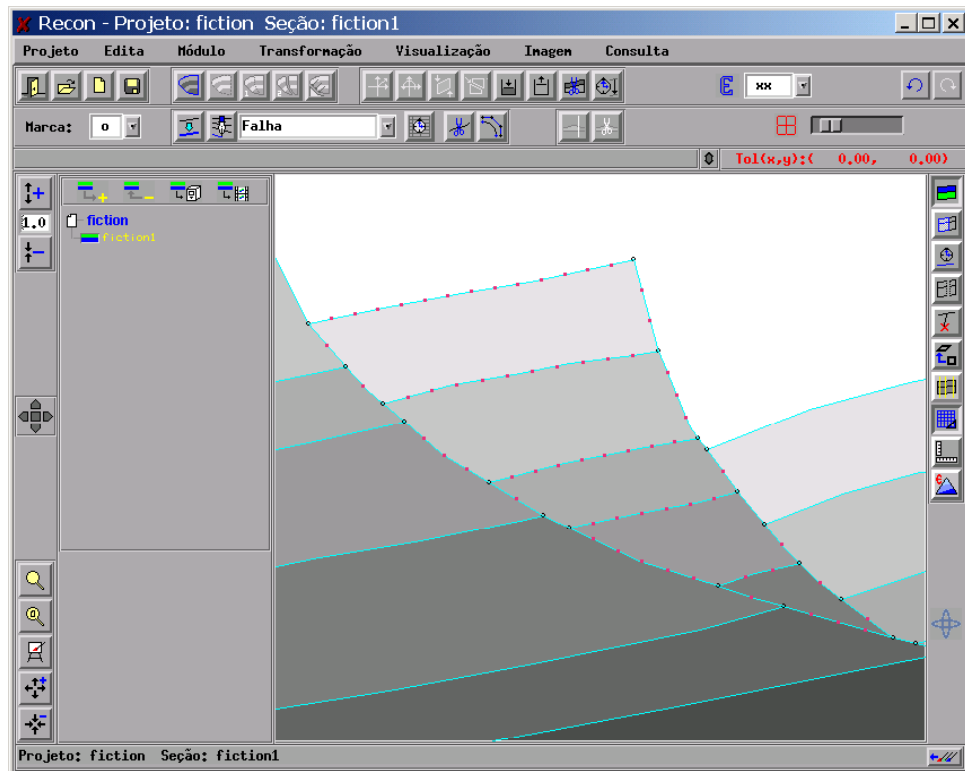 Recon - Projeto: fiction Seção: fiction1
Projeto Edita Módulo Transformação Visualização Imagem Consulta
xx
Marca: o Falha
Tol(x,y):( 0.00, 0.00)
1.0
fiction
fiction1
Projeto: fiction Seção: fiction1